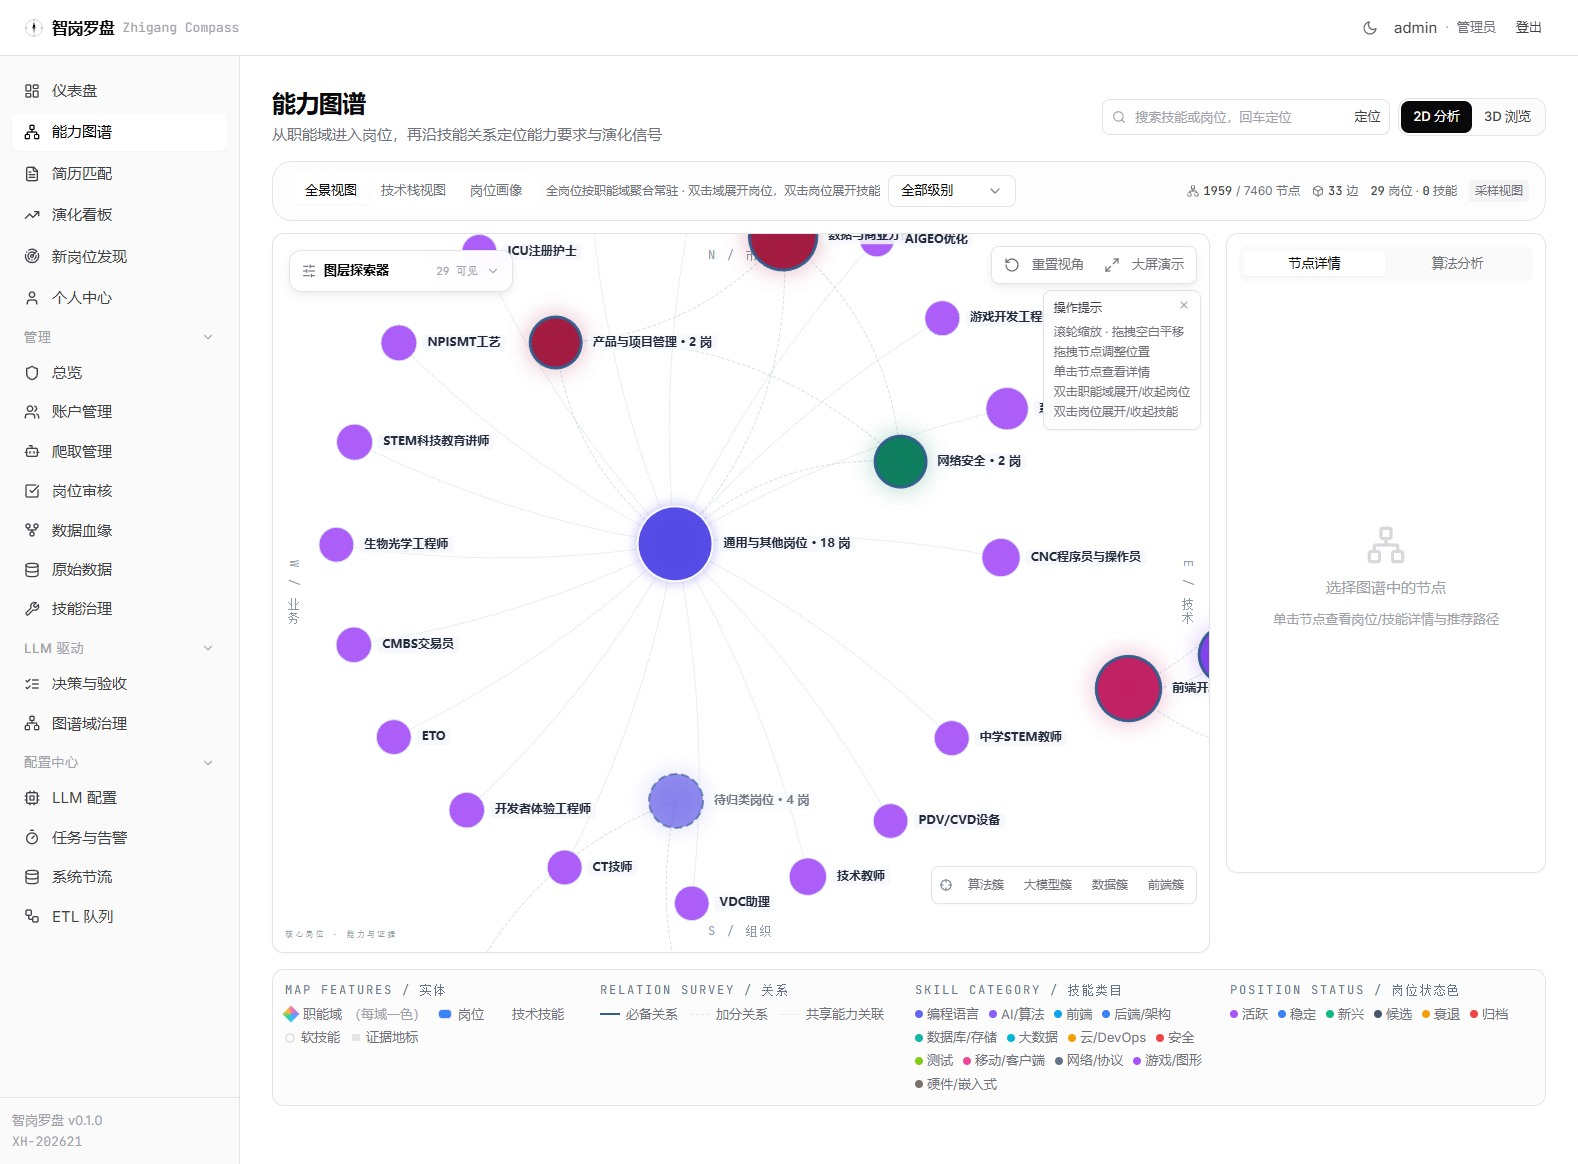 智岗罗盘 Zhigang Compass
admin · 管理员 登出
仪表盘
能力图谱
简历匹配
演化看板
新岗位发现
个人中心
管理
总览
账户管理
爬取管理
岗位审核
数据血缘
原始数据
技能治理
LLM 驱动
决策与验收
图谱域治理
配置中心
LLM 配置
任务与告警
系统节流
ETL 队列
智岗罗盘 v0.1.0
XH-202621
能力图谱
从职能域进入岗位，再沿技能关系定位能力要求与演化信号
搜索技能或岗位，回车定位 定位
2D 分析 3D 浏览
全景视图 技术栈视图 岗位画像 全岗位按职能域聚合常驻 · 双击域展开岗位，双击岗位展开技能 全部级别
1959 / 7460 节点 33 边 29 岗位 · 0 技能 采样视图
图层探索器 29 可见
重置视角 大屏演示
操作提示
滚轮缩放 · 拖拽空白平移
拖拽节点调整位置
单击节点查看详情
双击职能域展开/收起岗位
双击岗位展开/收起技能
N / 市
ICU注册护士
AIGEO优化
游戏开发工程
NPISMT工艺
产品与项目管理 • 2 岗
STEM科技教育讲师
网络安全 • 2 岗
生物光学工程师
通用与其他岗位 • 18 岗
CNC程序员与操作员
W / 业务
E / 技术
CMBS交易员
前端开
ETO
中学STEM教师
待归类岗位 • 4 岗
开发者体验工程师
PDV/CVD设备
CT技师
技术教师
VDC助理
S / 组织
算法簇 大模型簇 数据簇 前端簇
核心岗位 · 能力与证据
节点详情 算法分析
选择图谱中的节点
单击节点查看岗位/技能详情与推荐路径
MAP FEATURES / 实体
职能域 （每域一色） 岗位 技术技能
软技能 证据地标
RELATION SURVEY / 关系
必备关系 加分关系 共享能力关联
SKILL CATEGORY / 技能类目
编程语言 AI/算法 前端 后端/架构
数据库/存储 大数据 云/DevOps 安全
测试 移动/客户端 网络/协议 游戏/图形
硬件/嵌入式
POSITION STATUS / 岗位状态色
活跃 稳定 新兴 候选 衰退 归档